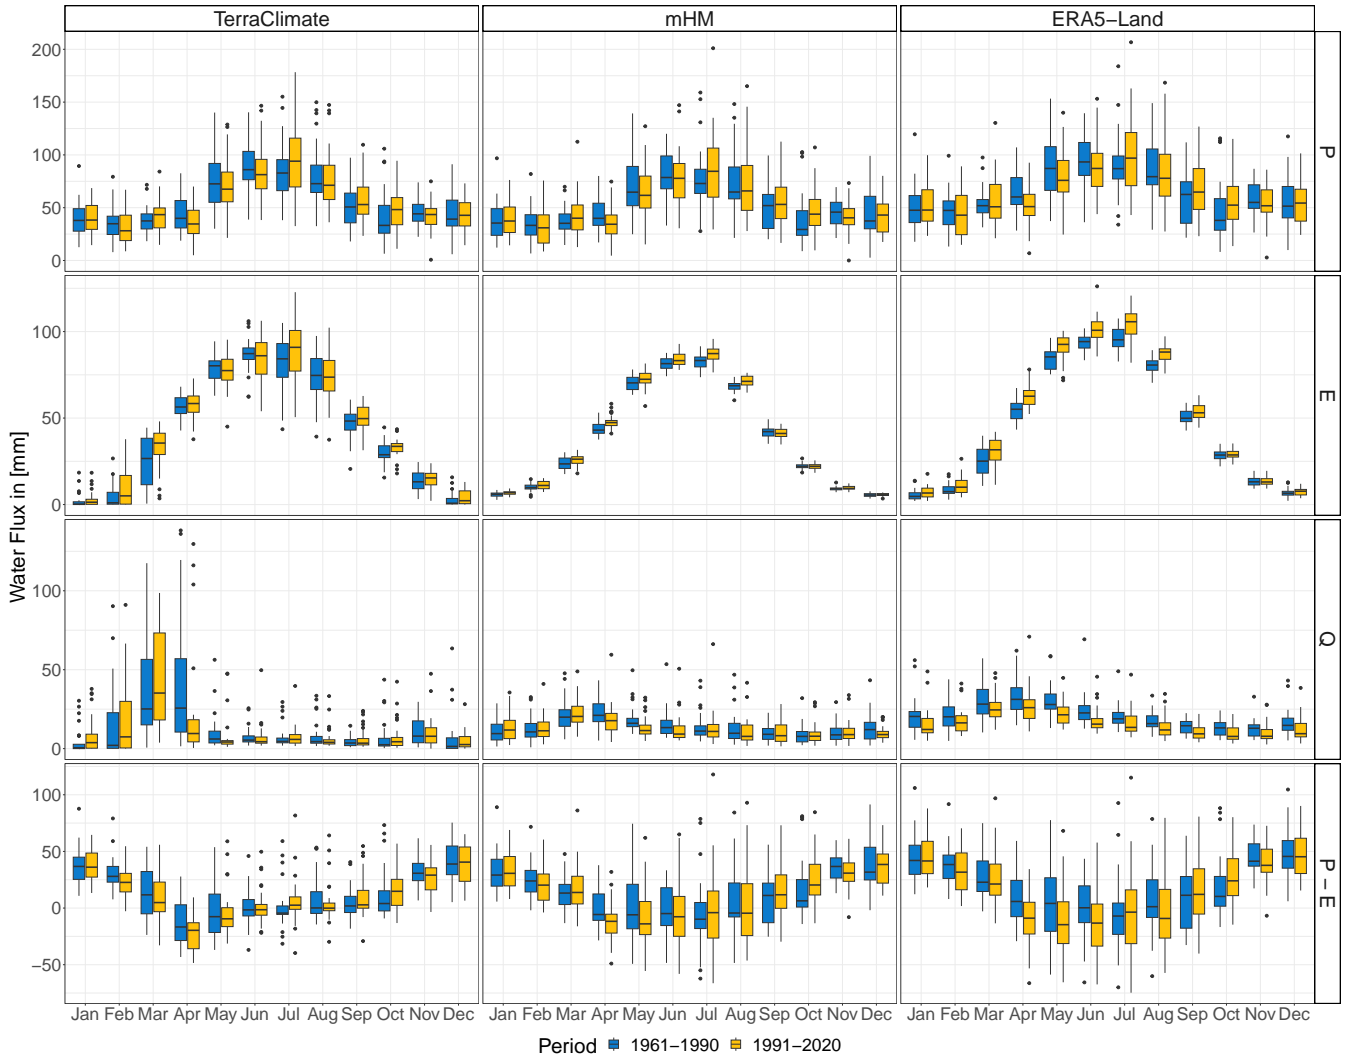 TerraClimate mHM ERA5−Land
200
150
100
50
0
P
100
50
0
E
100
50
0
Q
100
50
0
−50
P − E
Water Flux in [mm]
Jan Feb Mar Apr May Jun Jul Aug Sep Oct Nov Dec Jan Feb Mar Apr May Jun Jul Aug Sep Oct Nov Dec Jan Feb Mar Apr May Jun Jul Aug Sep Oct Nov Dec
Period 1961−1990 1991−2020